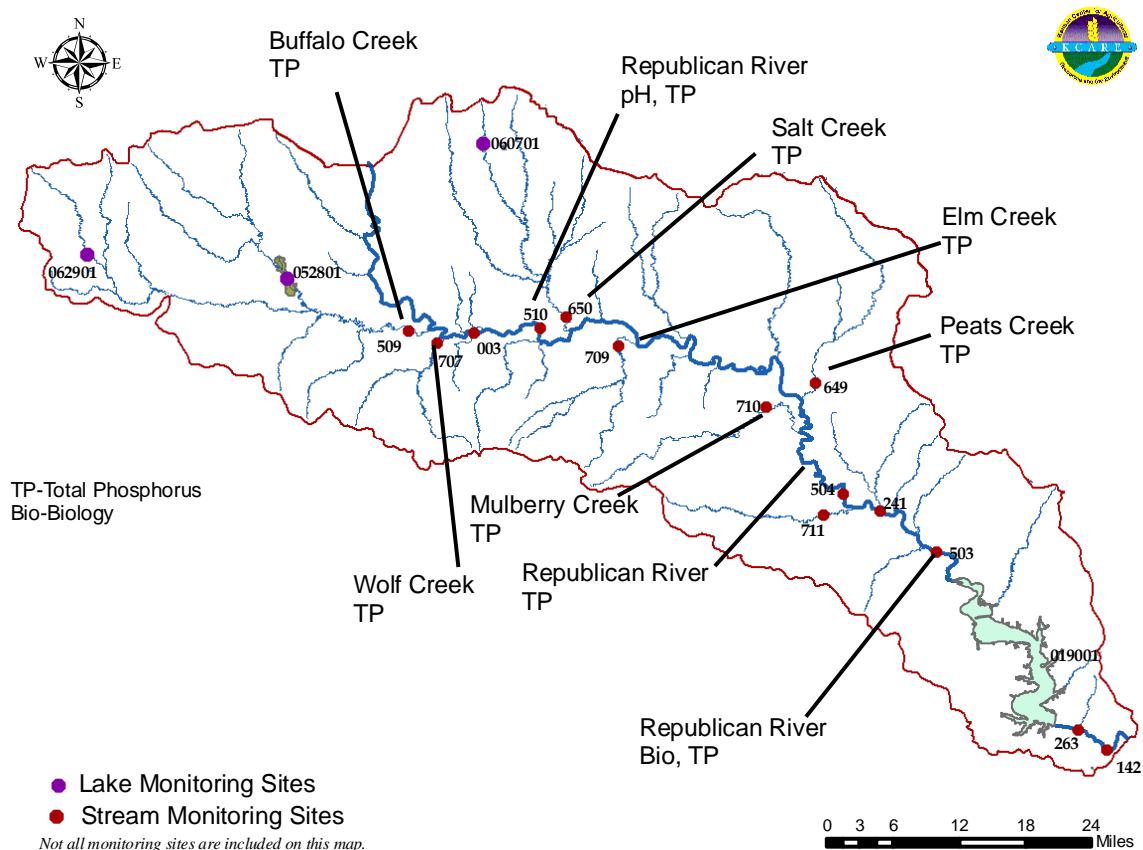 N
W
E
S
Buffalo Creek
TP
Republican River
pH, TP
Salt Creek
TP
Elm Creek
TP
Peats Creek
TP
KCARE
060701
062901
052801
510
650
509
707
003
709
649
710
504
241
711
503
019001
263
142
TP-Total Phosphorus
Bio-Biology
Mulberry Creek
TP
Wolf Creek
TP
Republican River
TP
Republican River
Bio, TP
Lake Monitoring Sites
Stream Monitoring Sites
Not all monitoring sites are included on this map.
0 3 6 12 18 24
Miles